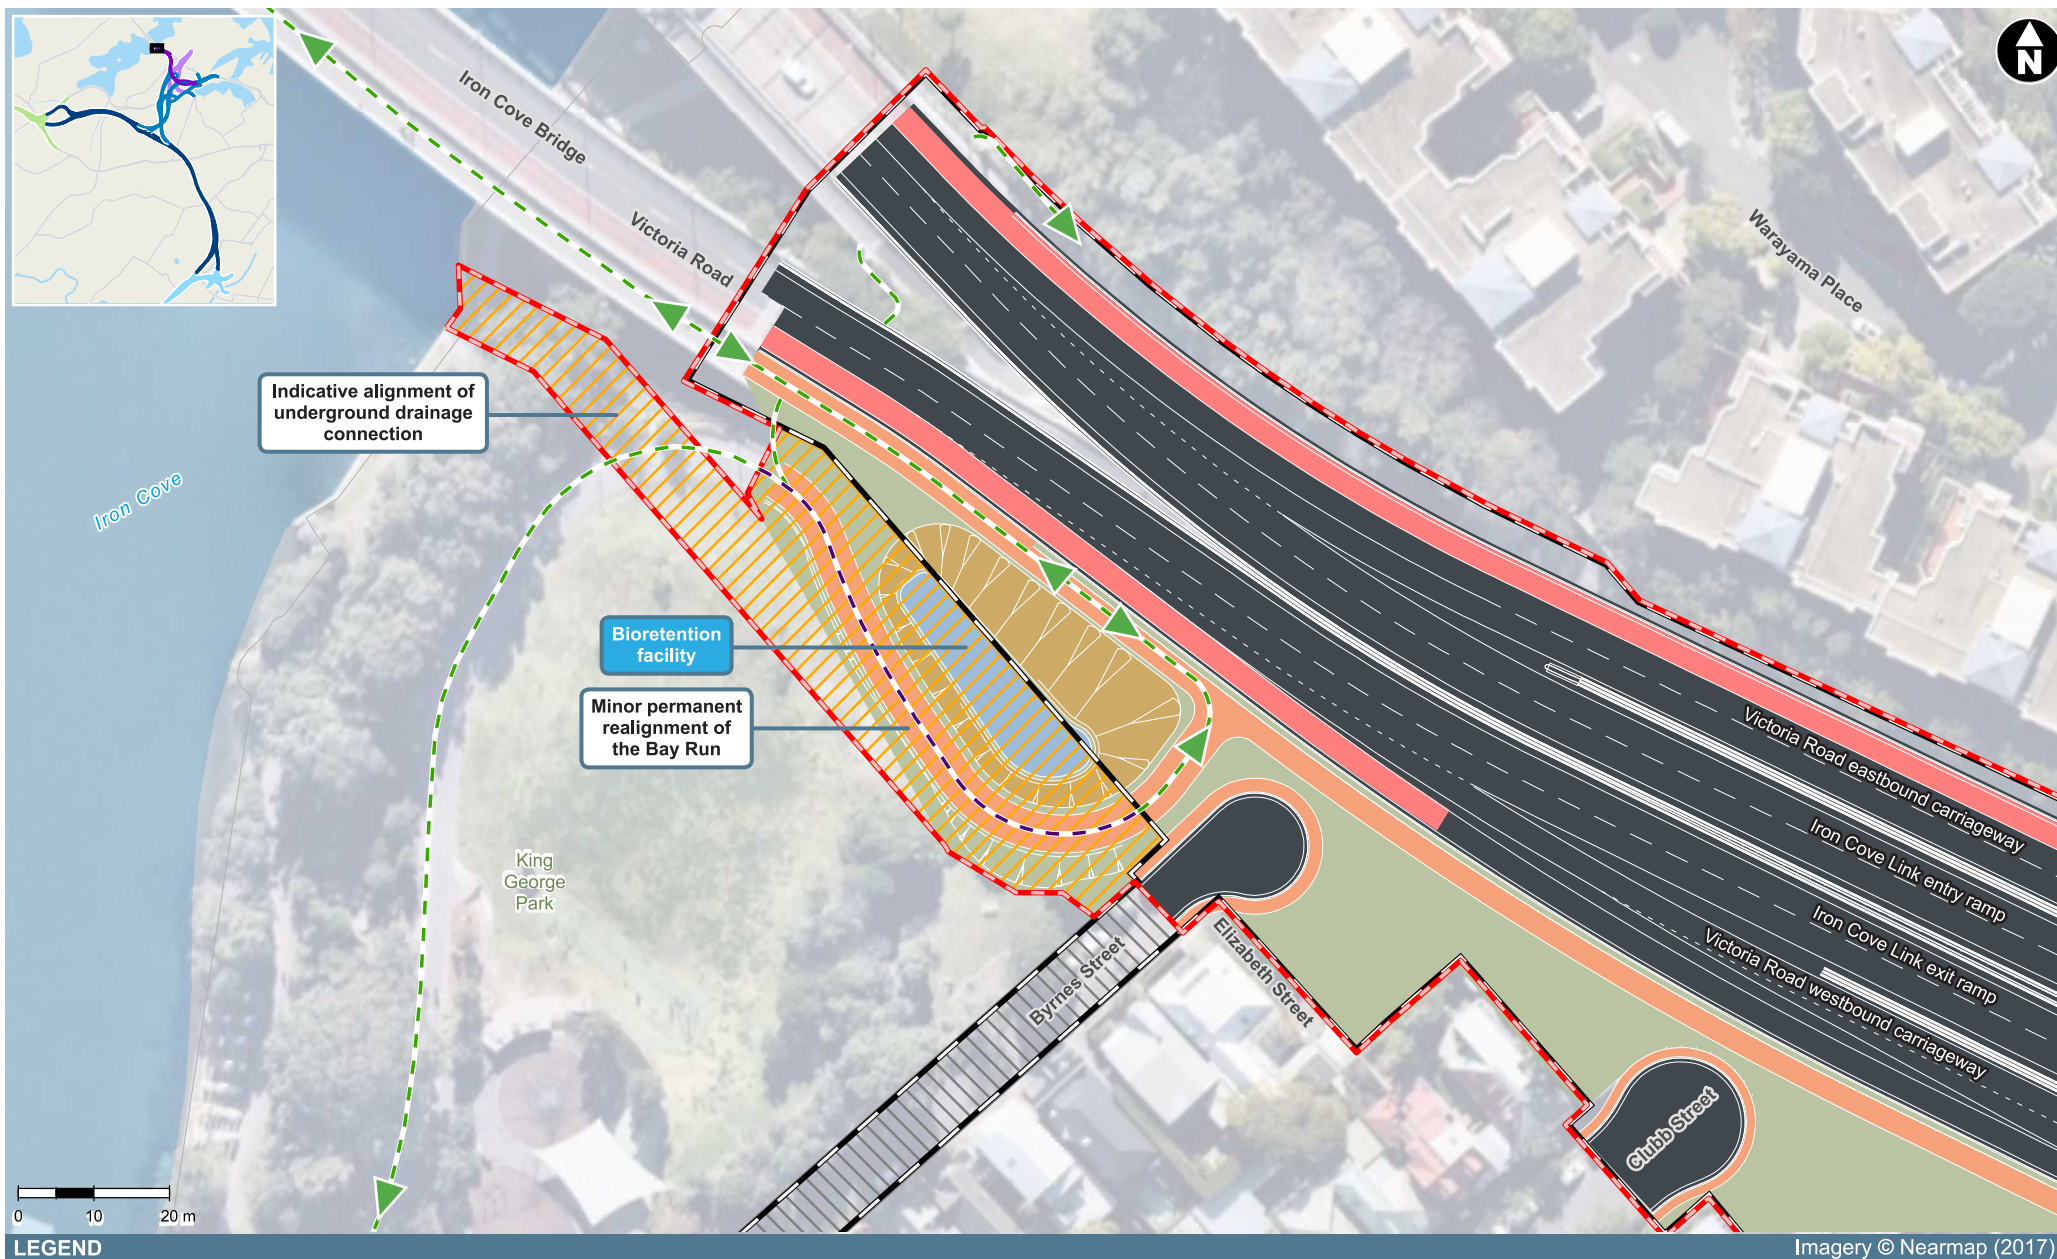 N
Iron Cove Bridge
Victoria Road
Warayama Place
Indicative alignment of
underground drainage
connection
Iron Cove
Bioretention
facility
Minor permanent
realignment of
the Bay Run
Victoria Road eastbound carriageway
Iron Cove Link entry ramp
Iron Cove Link exit ramp
Victoria Road westbound carriageway
King
George
Park
Byrnes Street
Elizabeth Street
Clubb Street
0 10 20 m
LEGEND
Imagery © Nearmap (2017)